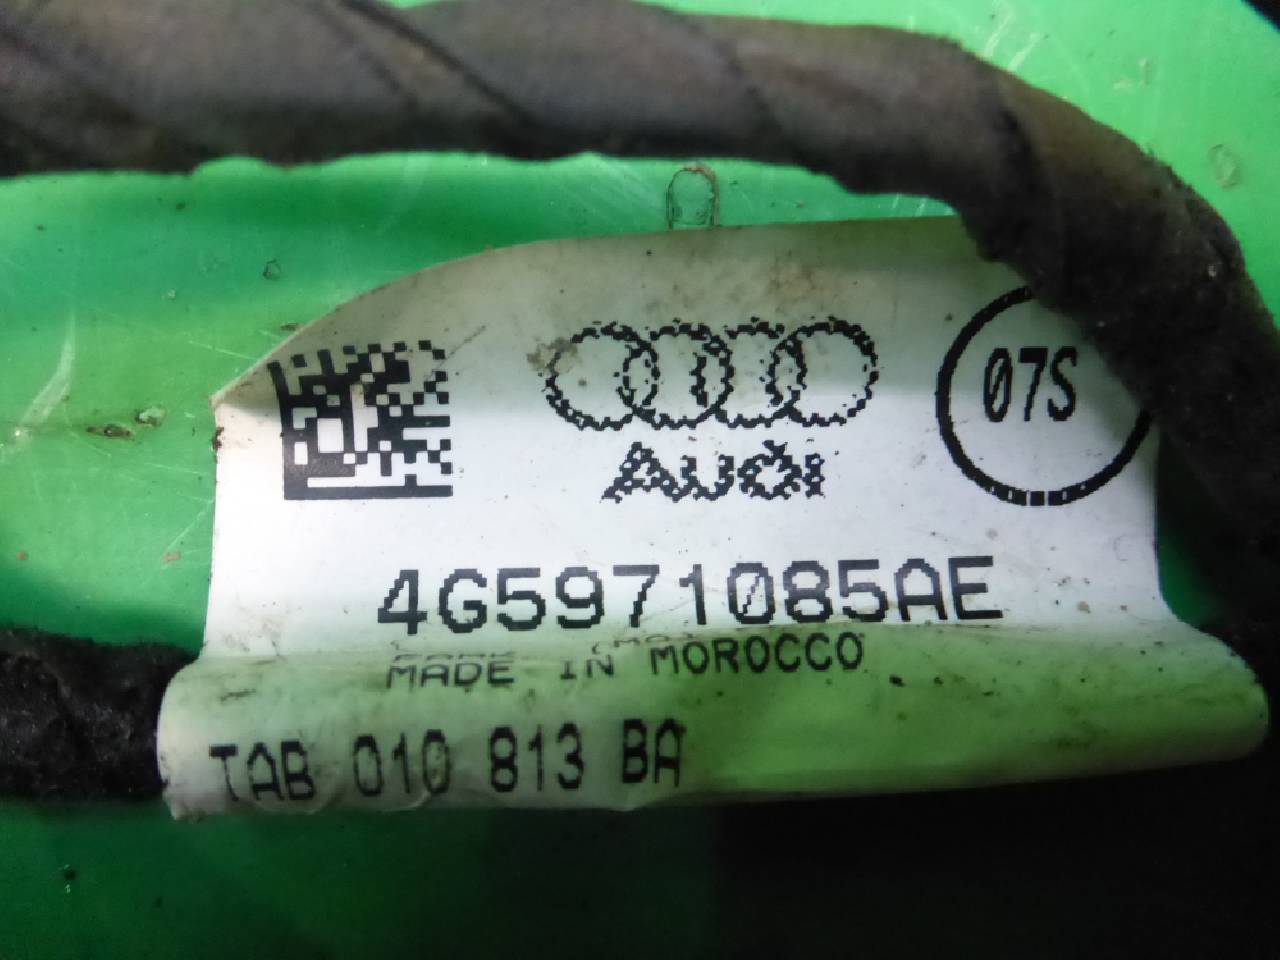 07S
AUDI
4G5971085AE
MADE IN MOROCCO
TAB 010 813 BA